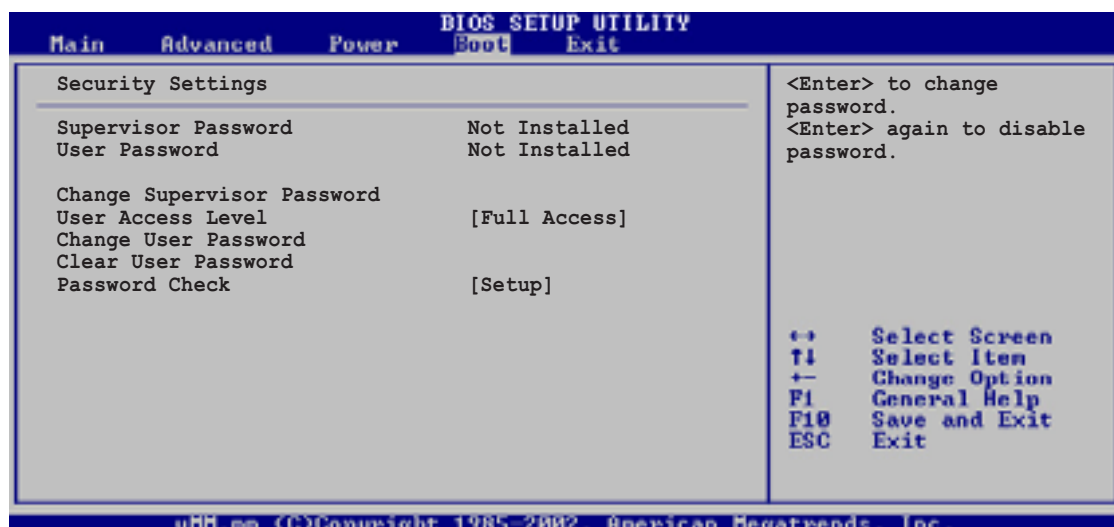 BIOS SETUP UTILITY
Main Advanced Power Boot Exit
Security Settings
Supervisor Password Not Installed
User Password Not Installed
Change Supervisor Password
User Access Level [Full Access]
Change User Password
Clear User Password
Password Check [Setup]
<Enter> to change
password.
<Enter> again to disable
password.
←→ Select Screen
↑↓ Select Item
+- Change Option
F1 General Help
F10 Save and Exit
ESC Exit
(C)Copyright 1985-2002, American Megatrends, Inc.